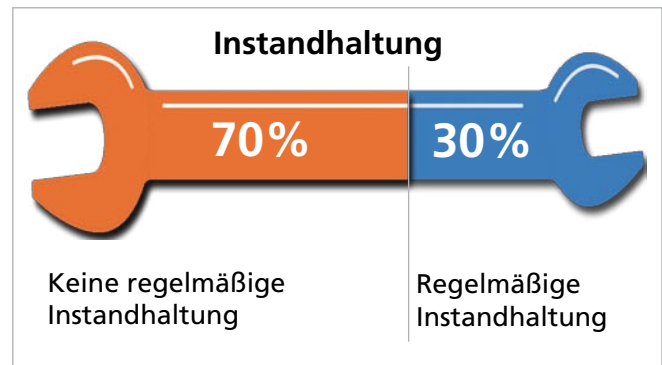 Instandhaltung
70%
30%
Keine regelmäßige
Instandhaltung
Regelmäßige
Instandhaltung